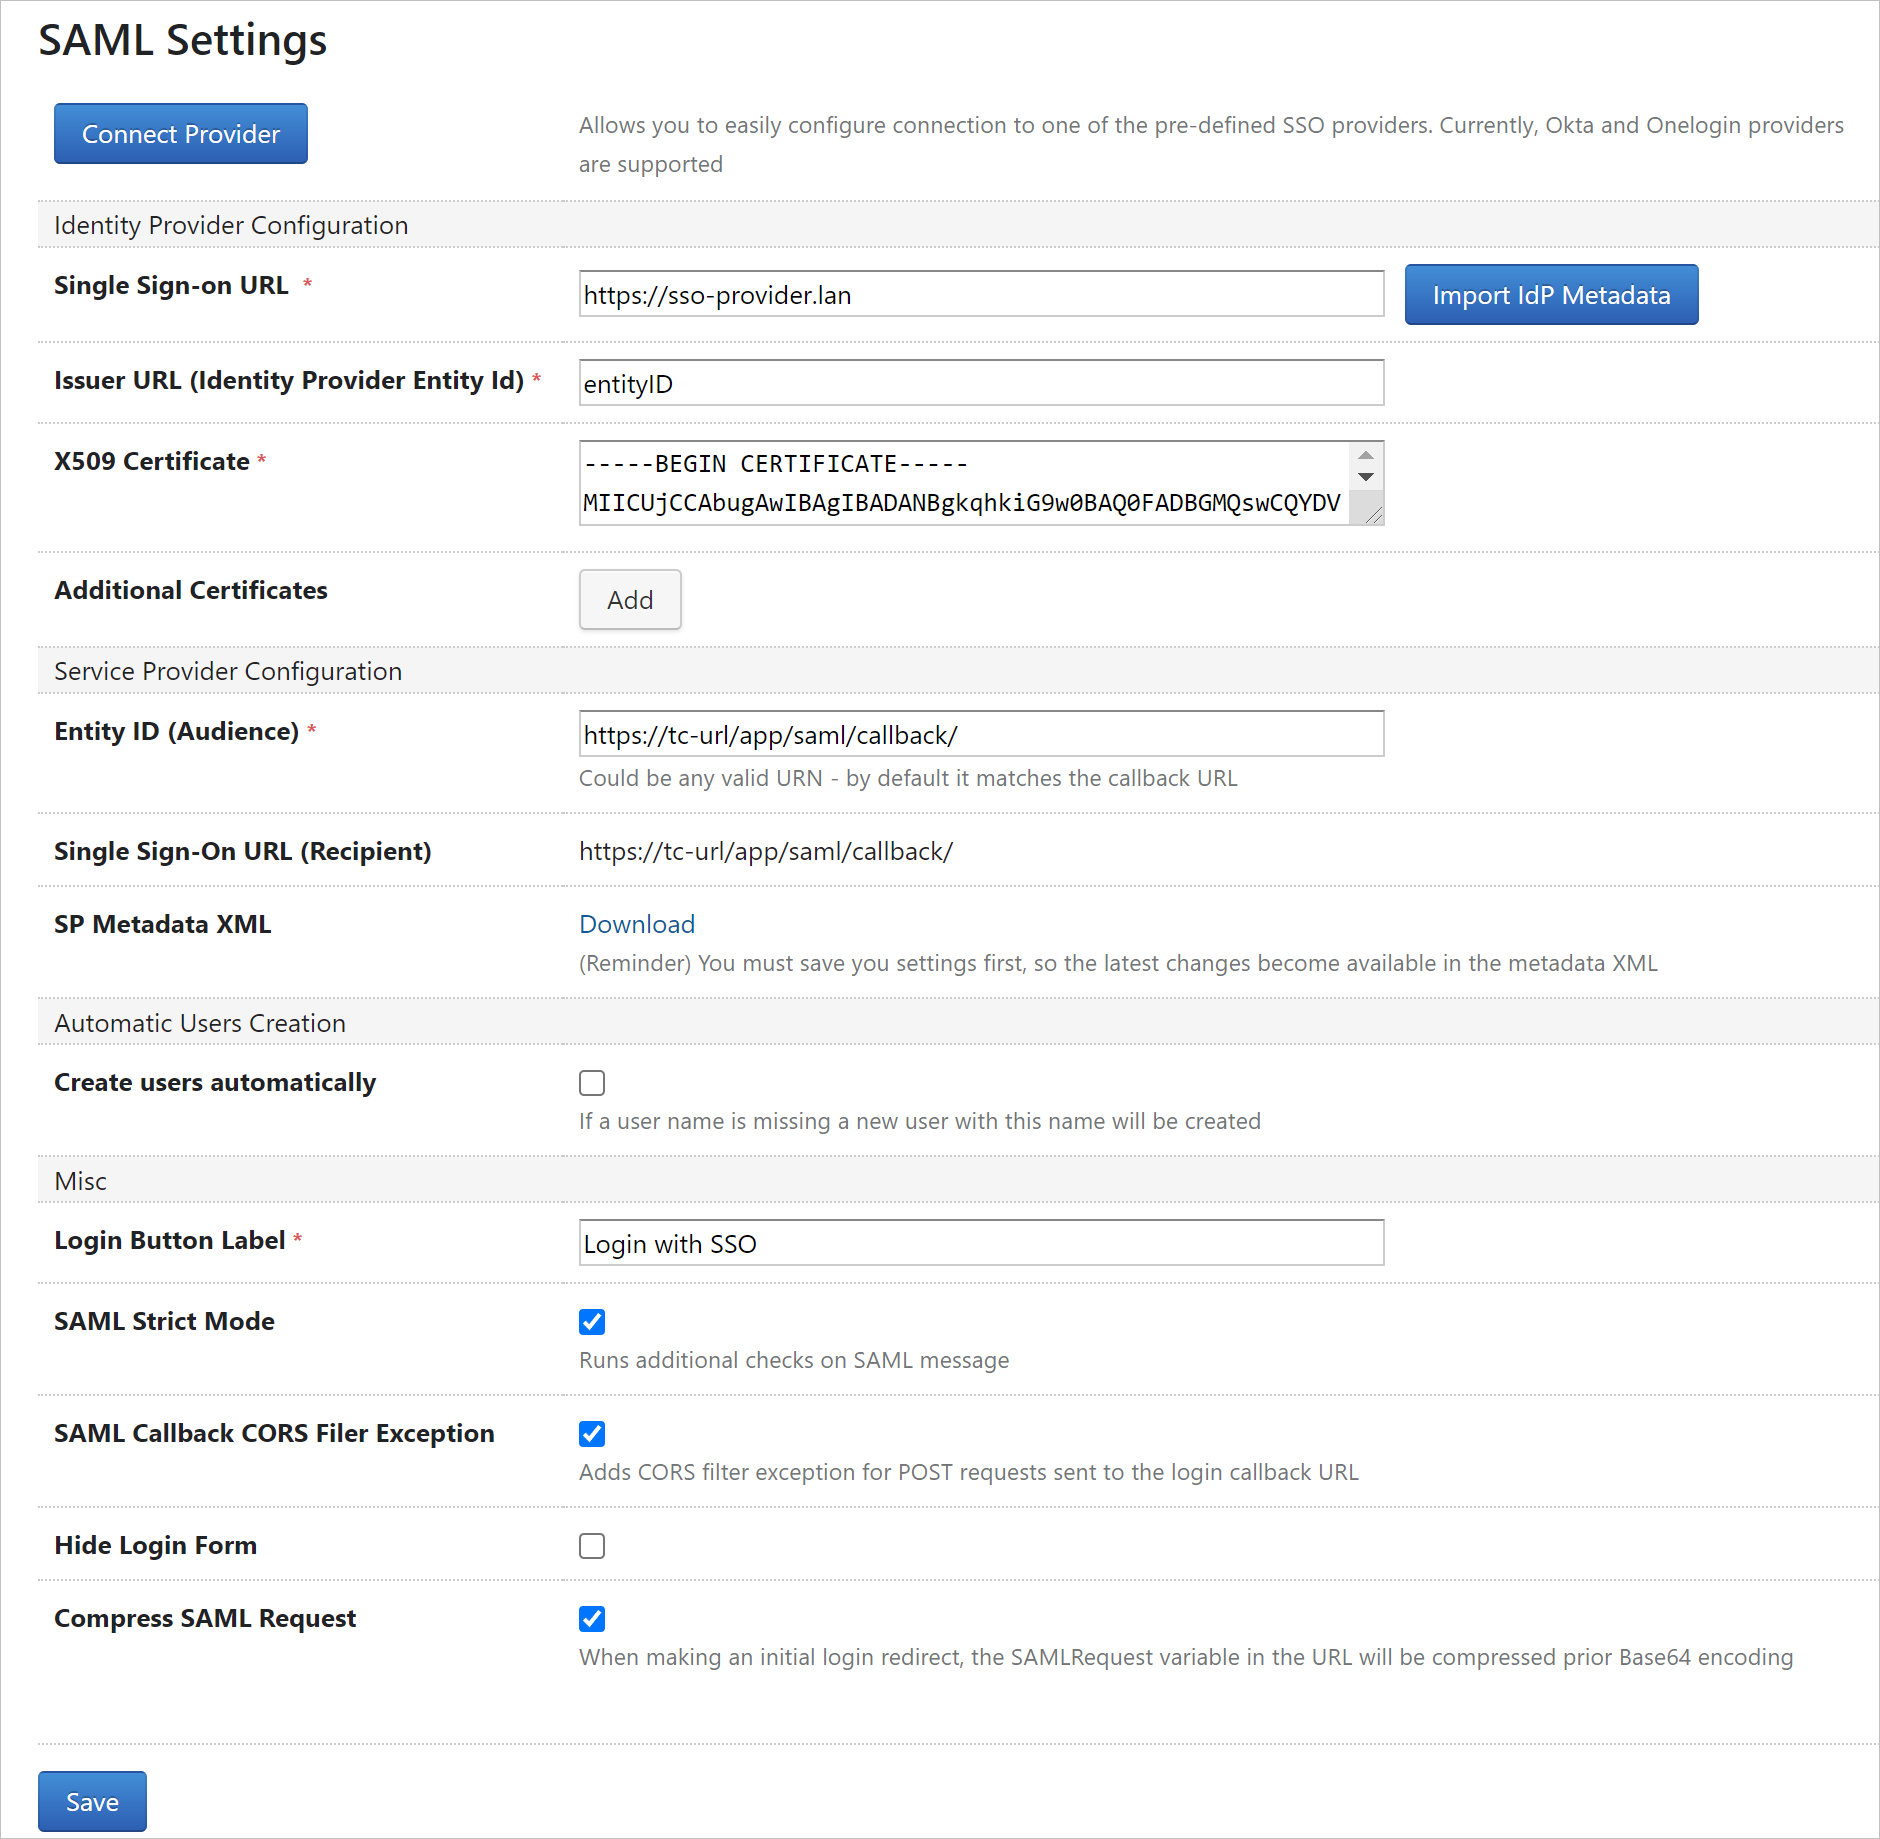 SAML Settings
Connect Provider
Allows you to easily configure connection to one of the pre-defined SSO providers. Currently, Okta and Onelogin providers
are supported
Identity Provider Configuration
Single Sign-on URL *
https://sso-provider.lan
Import IdP Metadata
Issuer URL (Identity Provider Entity Id) *
entityID
X509 Certificate *
-----BEGIN CERTIFICATE-----
MIICUjCCAbugAwIBAgIBADANBgkqhkiG9w0BAQ0FADBGMQswCQYDV
Additional Certificates
Add
Service Provider Configuration
Entity ID (Audience) *
https://tc-url/app/saml/callback/
Could be any valid URN - by default it matches the callback URL
Single Sign-On URL (Recipient)
https://tc-url/app/saml/callback/
SP Metadata XML
Download
(Reminder) You must save you settings first, so the latest changes become available in the metadata XML
Automatic Users Creation
Create users automatically
If a user name is missing a new user with this name will be created
Misc
Login Button Label *
Login with SSO
SAML Strict Mode
Runs additional checks on SAML message
SAML Callback CORS Filer Exception
Adds CORS filter exception for POST requests sent to the login callback URL
Hide Login Form
Compress SAML Request
When making an initial login redirect, the SAMLRequest variable in the URL will be compressed prior Base64 encoding
Save